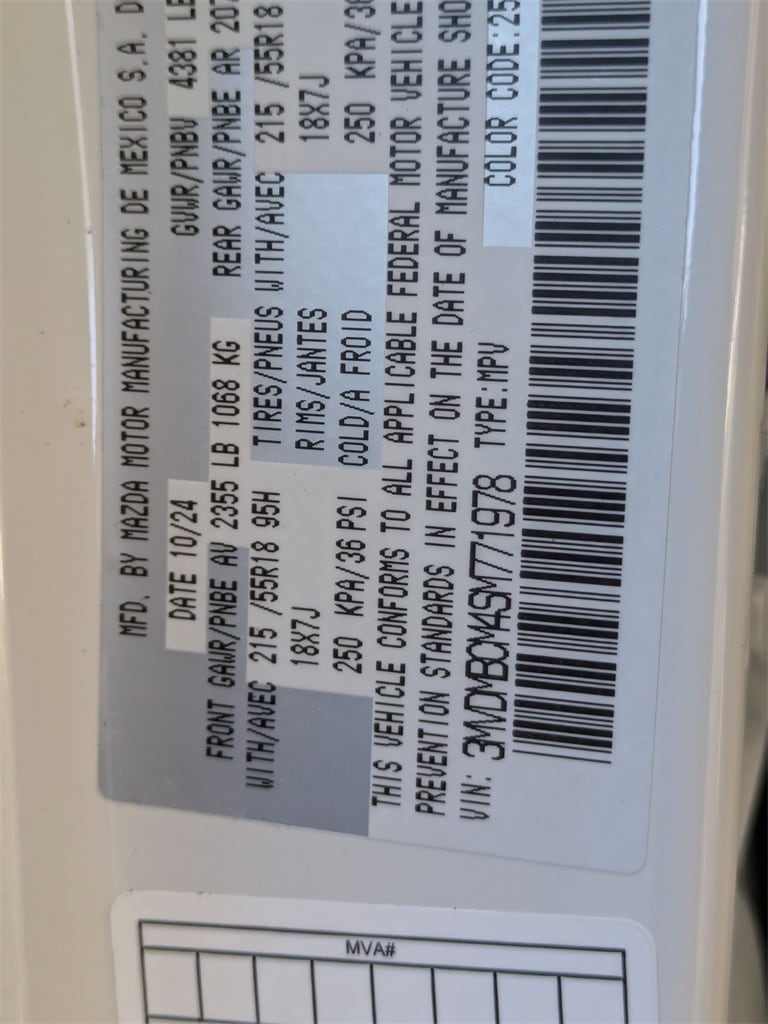 MFD. BY MAZDA MOTOR MANUFACTURING DE MEXICO S.A. D
DATE 10/24 GVWR/PNBV 4381 LB
FRONT GAWR/PNBE AV 2355 LB 1068 KG REAR GAWR/PNBE AR 207
WITH/AVEC 215 /55R18 95H TIRES/PNEUS WITH/AVEC 215 /55R18
18X7J RIMS/JANTES 18X7J
250 KPA/36 PSI COLD/A FROID 250 KPA/36
THIS VEHICLE CONFORMS TO ALL APPLICABLE FEDERAL MOTOR VEHICLE
PREVENTION STANDARDS IN EFFECT ON THE DATE OF MANUFACTURE SHO
VIN: 3MVDMBCM4SM771978 TYPE:MPV COLOR CODE:25
MVA#